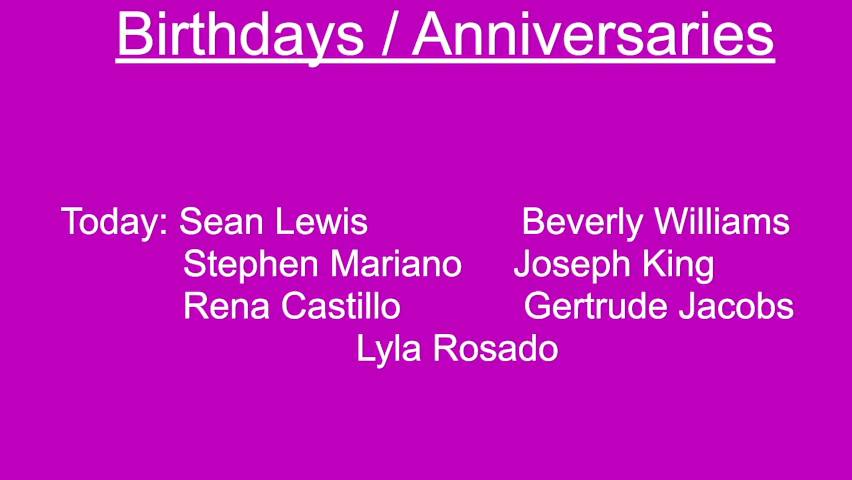 Birthdays / Anniversaries
Today: Sean Lewis Beverly Williams
Stephen Mariano Joseph King
Rena Castillo Gertrude Jacobs
Lyla Rosado